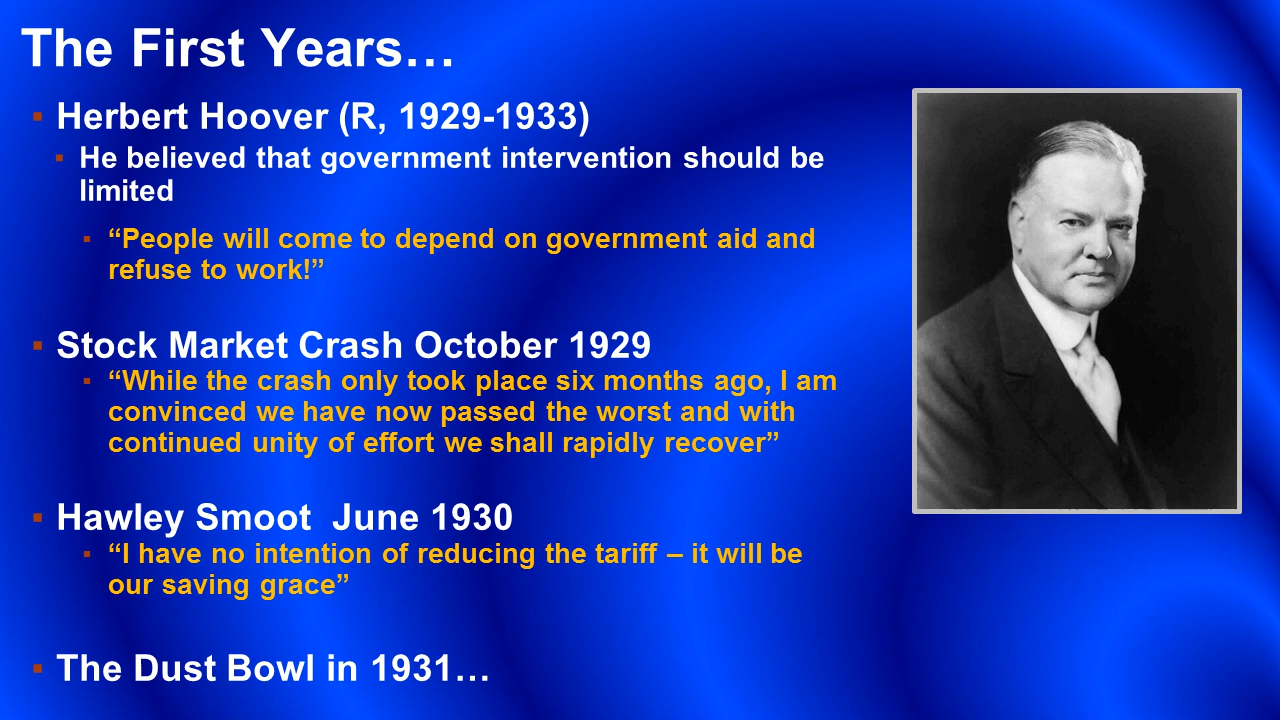 The First Years…
▪ Herbert Hoover (R, 1929-1933)
▪ He believed that government intervention should be
limited
▪ “People will come to depend on government aid and
refuse to work!”
▪ Stock Market Crash October 1929
▪ “While the crash only took place six months ago, I am
convinced we have now passed the worst and with
continued unity of effort we shall rapidly recover”
▪ Hawley Smoot  June 1930
▪ “I have no intention of reducing the tariff – it will be
our saving grace”
▪ The Dust Bowl in 1931…